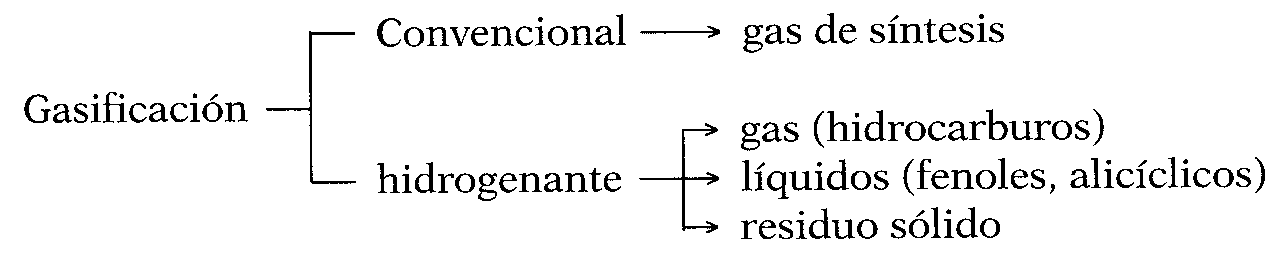 Convencional gas de síntesis
Gasificación
gas (hidrocarburos)
hidrogenante líquidos (fenoles, alicíclicos)
residuo sólido